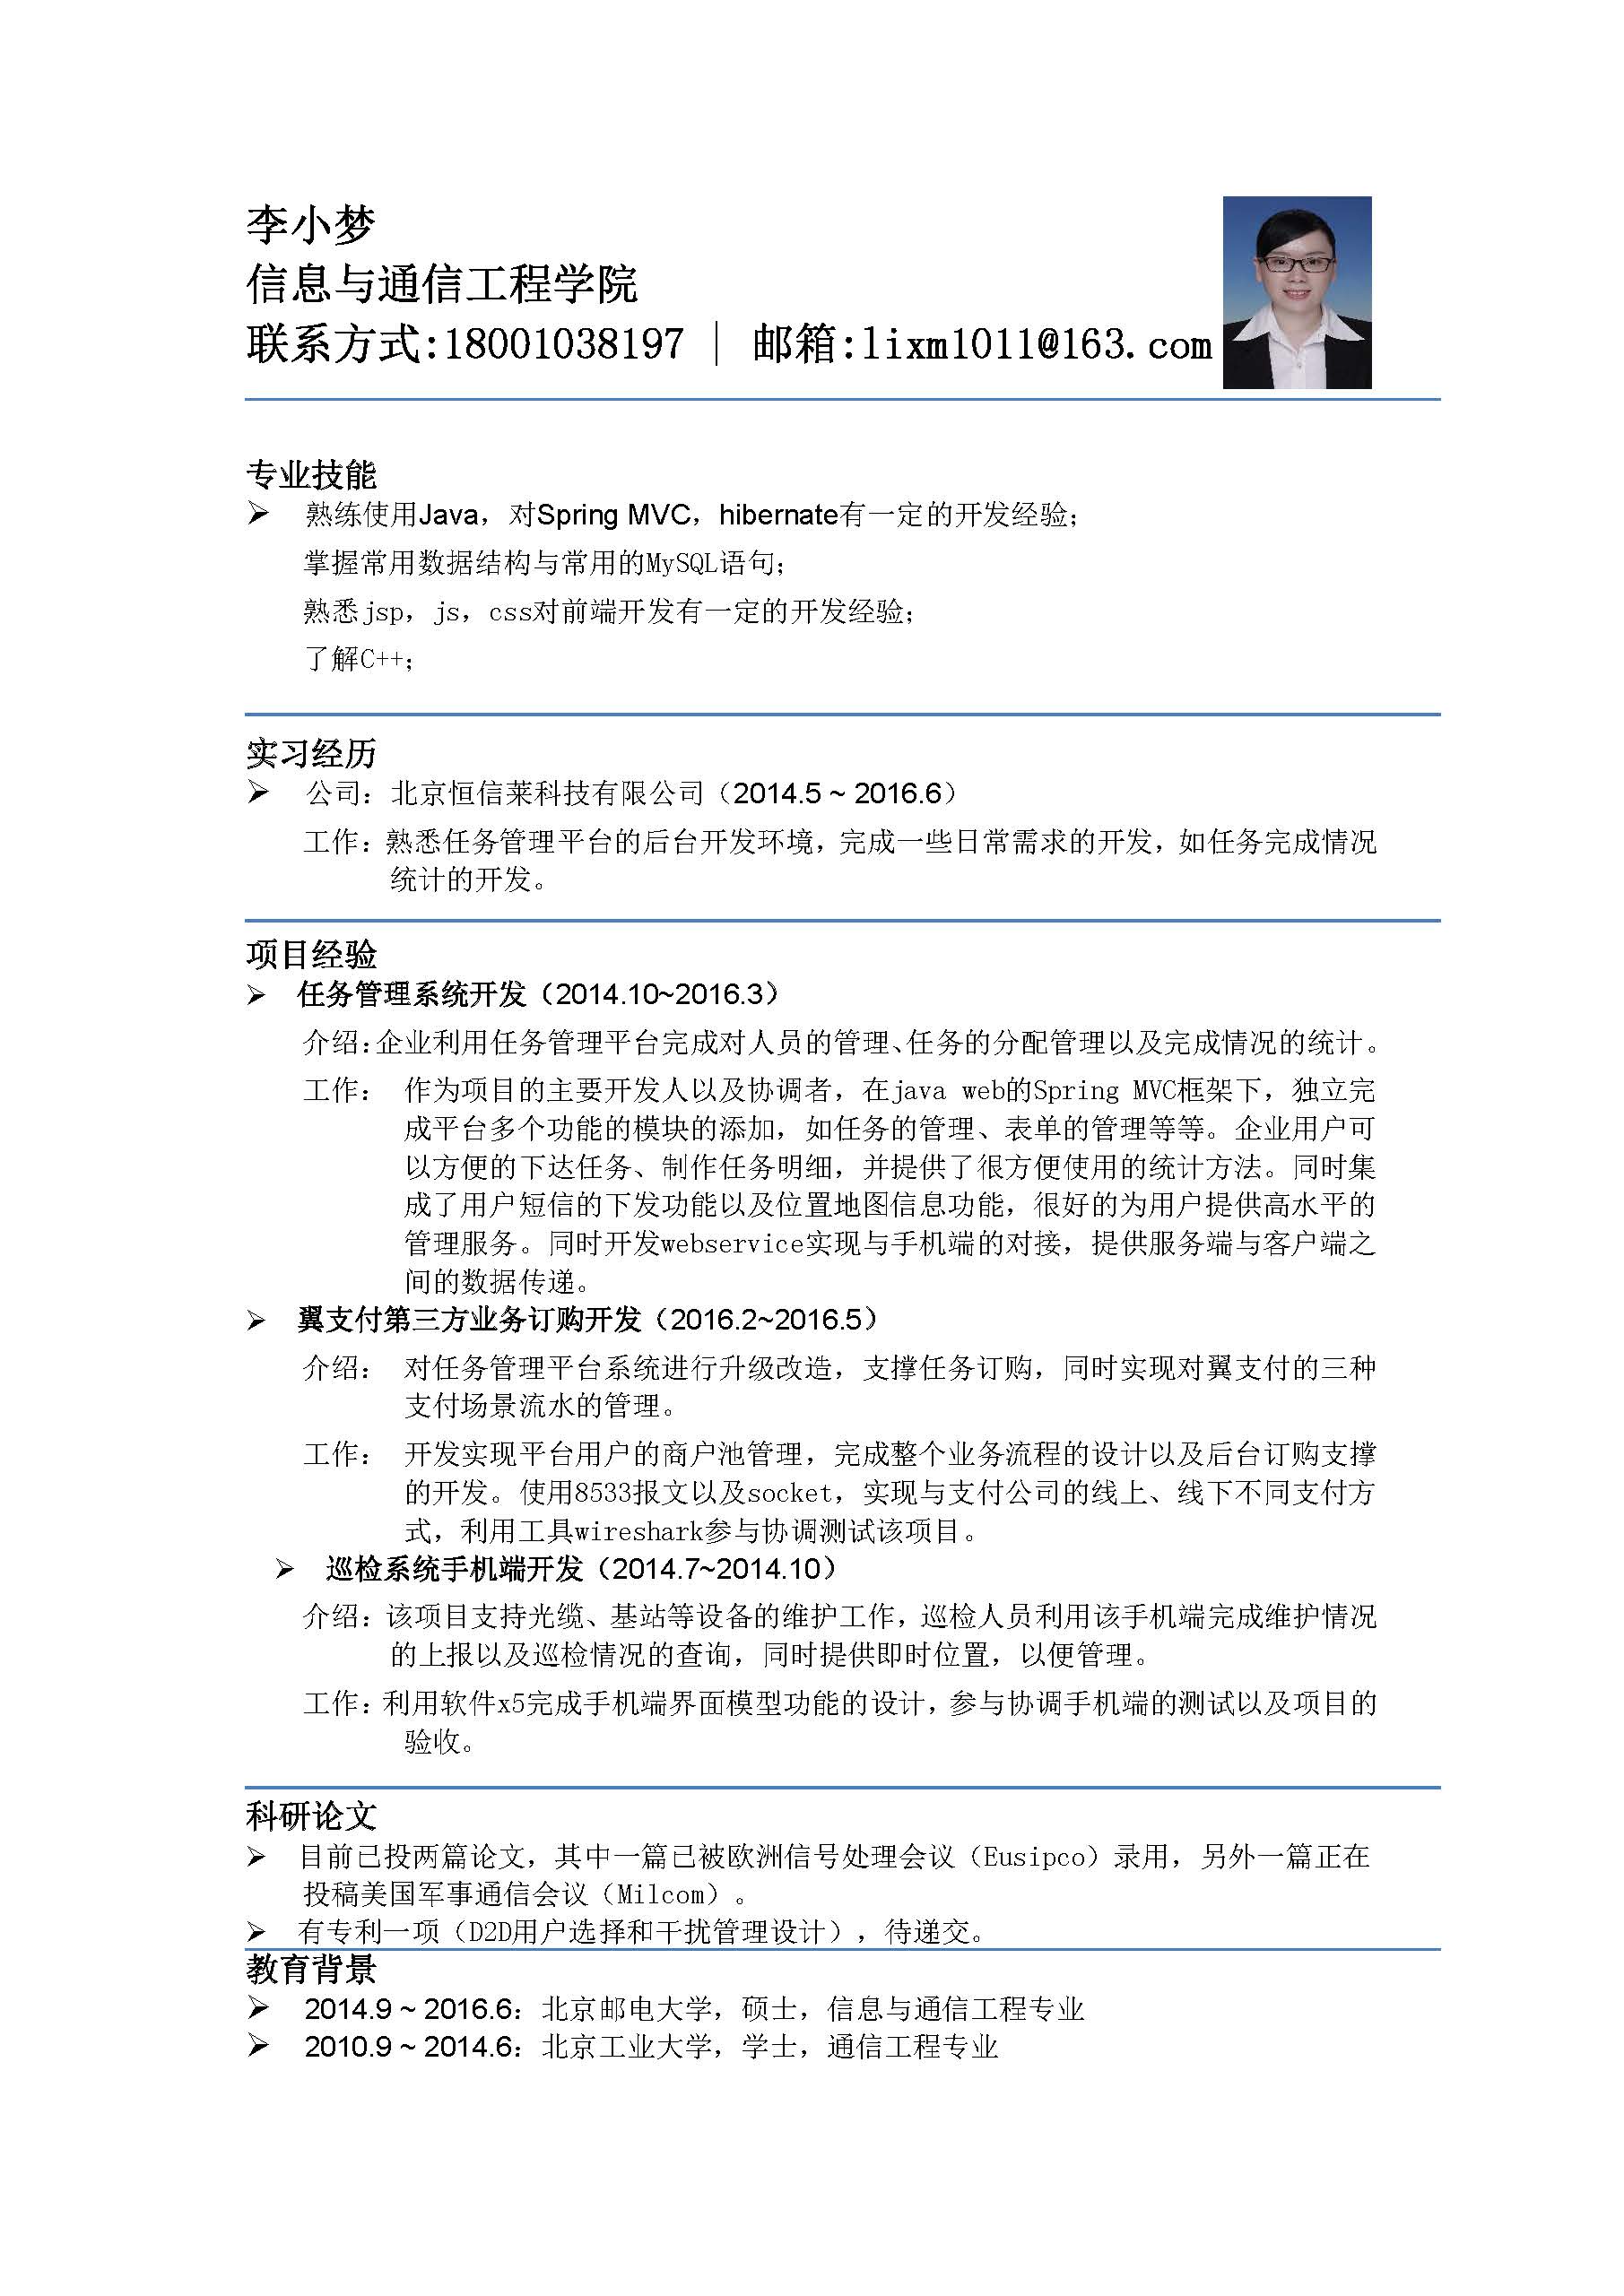 李小梦
信息与通信工程学院
联系方式:18001038197 | 邮箱:lixm1011@163.com
专业技能
➢ 熟练使用Java，对Spring MVC，hibernate有一定的开发经验；
掌握常用数据结构与常用的MySQL语句；
熟悉jsp，js，css对前端开发有一定的开发经验；
了解C++；
实习经历
➢ 公司：北京恒信莱科技有限公司（2014.5 ~ 2016.6）
工作：熟悉任务管理平台的后台开发环境，完成一些日常需求的开发，如任务完成情况
统计的开发。
项目经验
➢ 任务管理系统开发（2014.10~2016.3）
介绍：企业利用任务管理平台完成对人员的管理、任务的分配管理以及完成情况的统计。
工作： 作为项目的主要开发人以及协调者，在java web的Spring MVC框架下，独立完
成平台多个功能的模块的添加，如任务的管理、表单的管理等等。企业用户可
以方便的下达任务、制作任务明细，并提供了很方便使用的统计方法。同时集
成了用户短信的下发功能以及位置地图信息功能，很好的为用户提供高水平的
管理服务。同时开发webservice实现与手机端的对接，提供服务端与客户端之
间的数据传递。
➢ 翼支付第三方业务订购开发（2016.2~2016.5）
介绍： 对任务管理平台系统进行升级改造，支撑任务订购，同时实现对翼支付的三种
支付场景流水的管理。
工作： 开发实现平台用户的商户池管理，完成整个业务流程的设计以及后台订购支撑
的开发。使用8533报文以及socket，实现与支付公司的线上、线下不同支付方
式，利用工具wireshark参与协调测试该项目。
➢ 巡检系统手机端开发（2014.7~2014.10）
介绍：该项目支持光缆、基站等设备的维护工作，巡检人员利用该手机端完成维护情况
的上报以及巡检情况的查询，同时提供即时位置，以便管理。
工作：利用软件x5完成手机端界面模型功能的设计，参与协调手机端的测试以及项目的
验收。
科研论文
➢ 目前已投两篇论文，其中一篇已被欧洲信号处理会议（Eusipco）录用，另外一篇正在
投稿美国军事通信会议（Milcom）。
➢ 有专利一项（D2D用户选择和干扰管理设计），待递交。
教育背景
➢ 2014.9 ~ 2016.6：北京邮电大学，硕士，信息与通信工程专业
➢ 2010.9 ~ 2014.6：北京工业大学，学士，通信工程专业